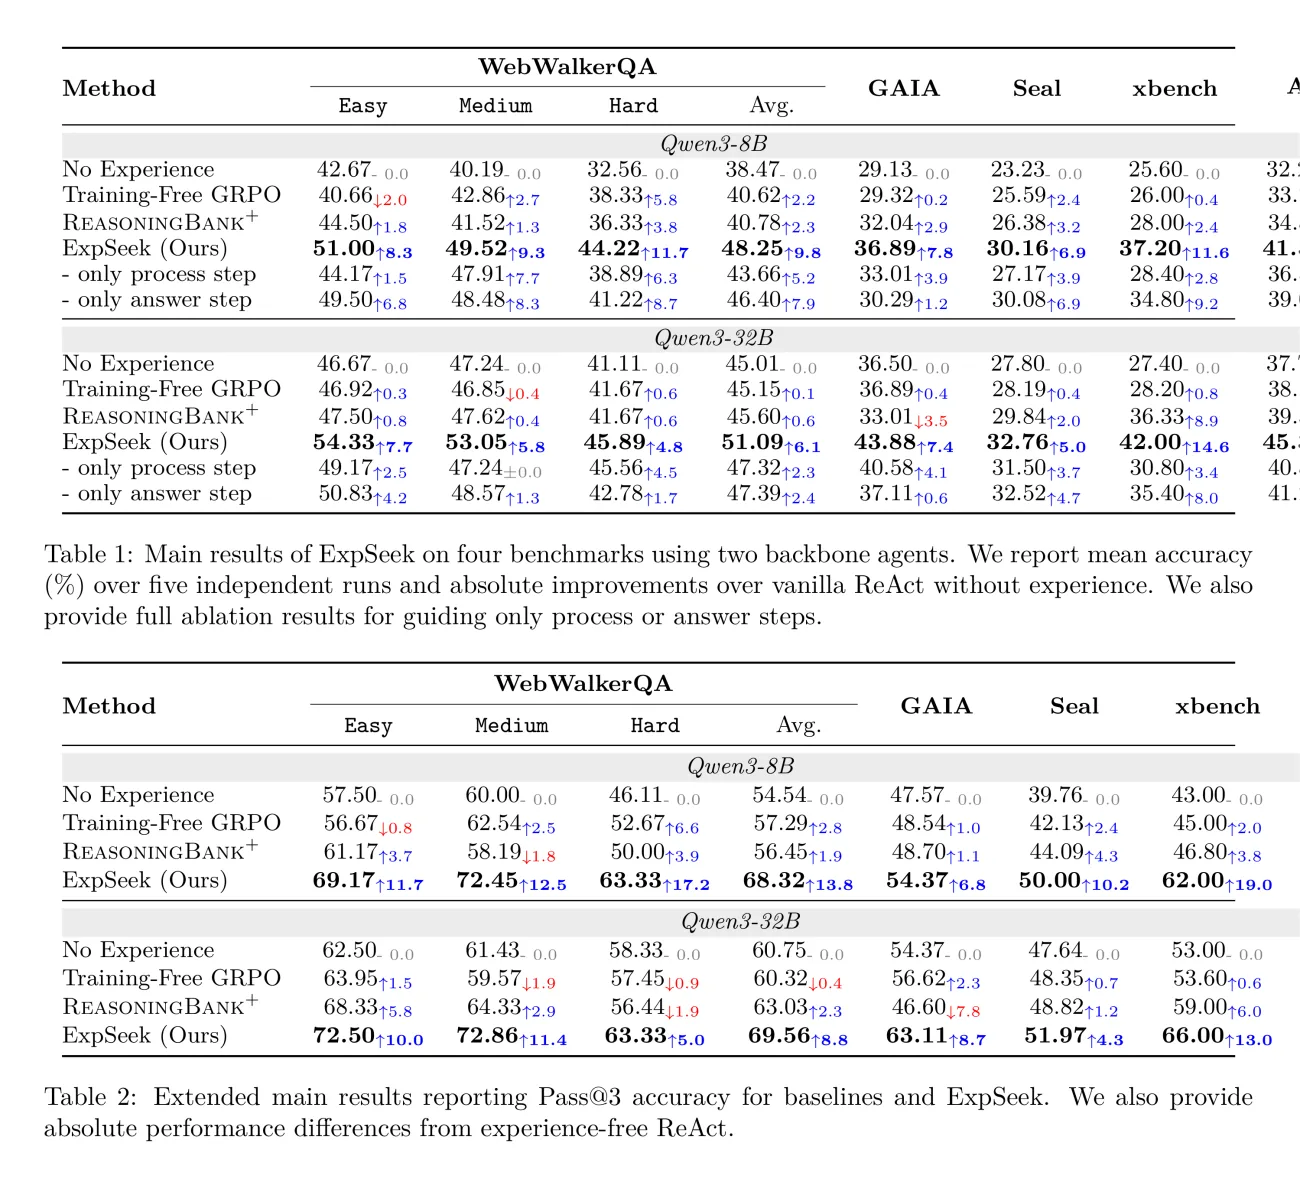 Method WebWalkerQA GAIA Seal xbench A
Easy Medium Hard Avg.
Qwen3-8B
No Experience 42.67- 0.0 40.19- 0.0 32.56- 0.0 38.47- 0.0 29.13- 0.0 23.23- 0.0 25.60- 0.0 32.2
Training-Free GRPO 40.66↓2.0 42.86↑2.7 38.33↑5.8 40.62↑2.2 29.32↑0.2 25.59↑2.4 26.00↑0.4 33.
REASONINGBANK+ 44.50↑1.8 41.52↑1.3 36.33↑3.8 40.78↑2.3 32.04↑2.9 26.38↑3.2 28.00↑2.4 34.
ExpSeek (Ours) 51.00↑8.3 49.52↑9.3 44.22↑11.7 48.25↑9.8 36.89↑7.8 30.16↑6.9 37.20↑11.6 41.
- only process step 44.17↑1.5 47.91↑7.7 38.89↑6.3 43.66↑5.2 33.01↑3.9 27.17↑3.9 28.40↑2.8 36.
- only answer step 49.50↑6.8 48.48↑8.3 41.22↑8.7 46.40↑7.9 30.29↑1.2 30.08↑6.9 34.80↑9.2 39.
Qwen3-32B
No Experience 46.67- 0.0 47.24- 0.0 41.11- 0.0 45.01- 0.0 36.50- 0.0 27.80- 0.0 27.40- 0.0 37.
Training-Free GRPO 46.92↑0.3 46.85↓0.4 41.67↑0.6 45.15↑0.1 36.89↑0.4 28.19↑0.4 28.20↑0.8 38.
REASONINGBANK+ 47.50↑0.8 47.62↑0.4 41.67↑0.6 45.60↑0.6 33.01↓3.5 29.84↑2.0 36.33↑8.9 39.
ExpSeek (Ours) 54.33↑7.7 53.05↑5.8 45.89↑4.8 51.09↑6.1 43.88↑7.4 32.76↑5.0 42.00↑14.6 45.
- only process step 49.17↑2.5 47.24±0.0 45.56↑4.5 47.32↑2.3 40.58↑4.1 31.50↑3.7 30.80↑3.4 40.
- only answer step 50.83↑4.2 48.57↑1.3 42.78↑1.7 47.39↑2.4 37.11↑0.6 32.52↑4.7 35.40↑8.0 41.
Table 1: Main results of ExpSeek on four benchmarks using two backbone agents. We report mean accuracy
(%) over five independent runs and absolute improvements over vanilla ReAct without experience. We also
provide full ablation results for guiding only process or answer steps.
Method WebWalkerQA GAIA Seal xbench
Easy Medium Hard Avg.
Qwen3-8B
No Experience 57.50- 0.0 60.00- 0.0 46.11- 0.0 54.54- 0.0 47.57- 0.0 39.76- 0.0 43.00- 0.0
Training-Free GRPO 56.67↓0.8 62.54↑2.5 52.67↑6.6 57.29↑2.8 48.54↑1.0 42.13↑2.4 45.00↑2.0
REASONINGBANK+ 61.17↑3.7 58.19↓1.8 50.00↑3.9 56.45↑1.9 48.70↑1.1 44.09↑4.3 46.80↑3.8
ExpSeek (Ours) 69.17↑11.7 72.45↑12.5 63.33↑17.2 68.32↑13.8 54.37↑6.8 50.00↑10.2 62.00↑19.0
Qwen3-32B
No Experience 62.50- 0.0 61.43- 0.0 58.33- 0.0 60.75- 0.0 54.37- 0.0 47.64- 0.0 53.00- 0.0
Training-Free GRPO 63.95↑1.5 59.57↓1.9 57.45↓0.9 60.32↓0.4 56.62↑2.3 48.35↑0.7 53.60↑0.6
REASONINGBANK+ 68.33↑5.8 64.33↑2.9 56.44↓1.9 63.03↑2.3 46.60↓7.8 48.82↑1.2 59.00↑6.0
ExpSeek (Ours) 72.50↑10.0 72.86↑11.4 63.33↑5.0 69.56↑8.8 63.11↑8.7 51.97↑4.3 66.00↑13.0
Table 2: Extended main results reporting Pass@3 accuracy for baselines and ExpSeek. We also provide
absolute performance differences from experience-free ReAct.